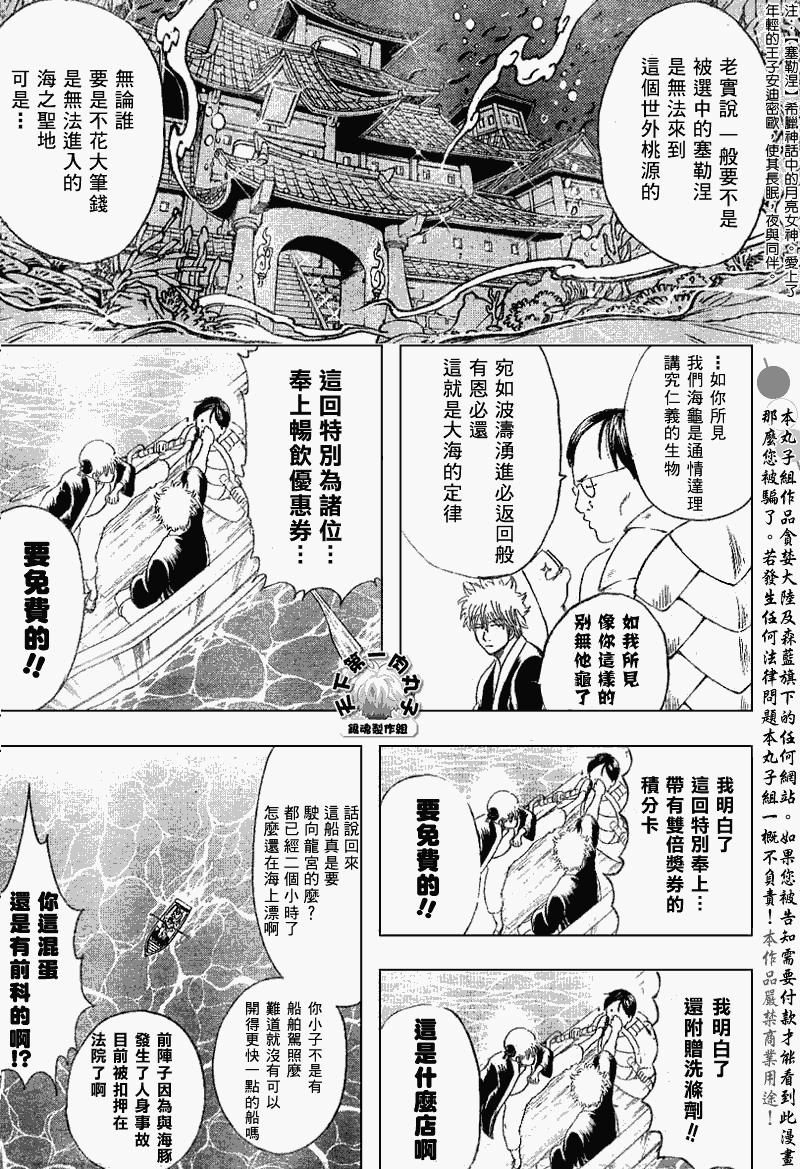 注：【塞勒涅】希臘神話中的月亮女神。愛上了
年輕的王子安迪密歐，使其長眠，夜夜與同伴。
老實說 一般要不是
被選中的塞勒涅
是無法來到
這個世外桃源的
無論誰
要是不花大筆錢
是無法進入的
海之聖地
可是…
…如你所見
我們海龜是通情達理
講究仁義的生物
宛如波濤湧進必返回般
有恩必還
這就是大海的定律
如我所見
像你這樣的
別無他龜了
這回特別為諸位…
奉上暢飲優惠券…
要免費的!!
天下第一肉丸子
銀魂製作組
我明白了
這回特別奉上…
帶有雙倍獎券的
積分卡
要免費的!!
我明白了
還附贈洗滌劑!!
這是什麼店啊
話說回來
這船真是要
駛向龍宮的麼?
都已經二個小時了
怎麼還在海上漂啊
你小子不是有
船舶駕照麼
難道就沒有可以
開得更快一點的船嗎
前陣子因為與海豚
發生了人身事故
目前被扣押在
法院了啊
你這混蛋
還是有前科的啊!?
本丸子組作品貪婪大陸及森藍旗下的任何網站。如果您被告知需要付款才能看到此漫畫
那麼您被騙了。若發生任何法律問題本丸子組一概不負責！本作品嚴禁商業用途！